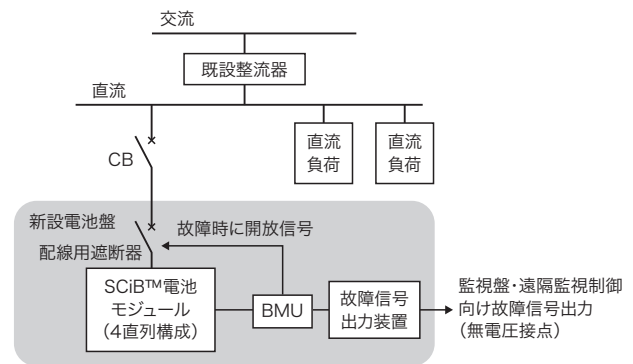 交流
既設整流器
直流
直流
負荷
直流
負荷
CB
新設電池盤
故障時に開放信号
配線用遮断器
SCiB™電池
モジュール
（4直列構成）
BMU
故障信号
出力装置
監視盤・遠隔監視制御
向け故障信号出力
（無電圧接点）